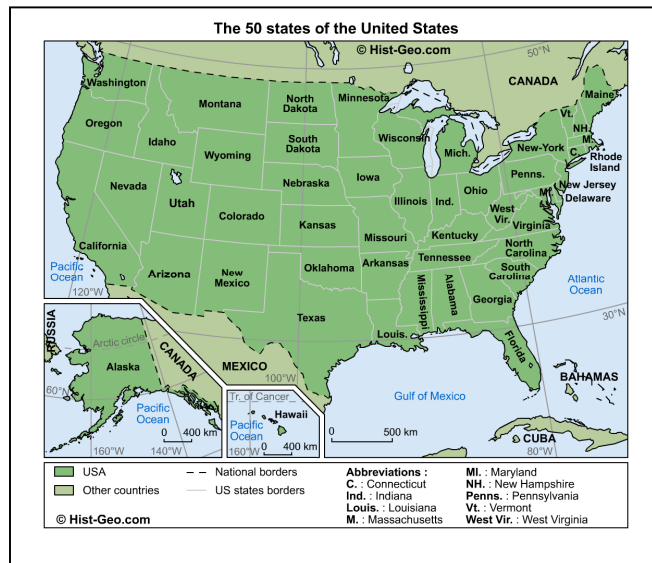 The 50 states of the United States
© Hist-Geo.com
50°N
CANADA
Washington
Montana
North
Dakota
Minnesota
Maine
Vt.
NH.
M.
C.
Rhode
Island
Oregon
Idaho
Wyoming
South
Dakota
Wisconsin
Mich.
New-York
Penns.
New Jersey
Delaware
Ml.
Nevada
Utah
Colorado
Nebraska
Iowa
Illinois
Ind.
Ohio
West
Vir.
Virginia
California
Kansas
Missouri
Kentucky
North
Carolina
Tennessee
South
Carolina
Arizona
New
Mexico
Oklahoma
Arkansas
Mississippi
Alabama
Georgia
Pacific
Ocean
120°W
Atlantic
Ocean
30°N
Texas
Louis.
Florida
RUSSIA
Arctic circle
CANADA
Alaska
60°N
Pacific
Ocean
160°W
140°W
0
400 km
MEXICO
100°W
Tr. of Cancer
Hawaii
Pacific
Ocean
160°W
0
400 km
Gulf of Mexico
BAHAMAS
0
500 km
CUBA
80°W
USA
Other countries
National borders
US states borders
© Hist-Geo.com
Abbreviations :
C. : Connecticut
Ind. : Indiana
Louis. : Louisiana
M. : Massachusetts
Ml. : Maryland
NH. : New Hampshire
Penns. : Pennsylvania
Vt. : Vermont
West Vir. : West Virginia